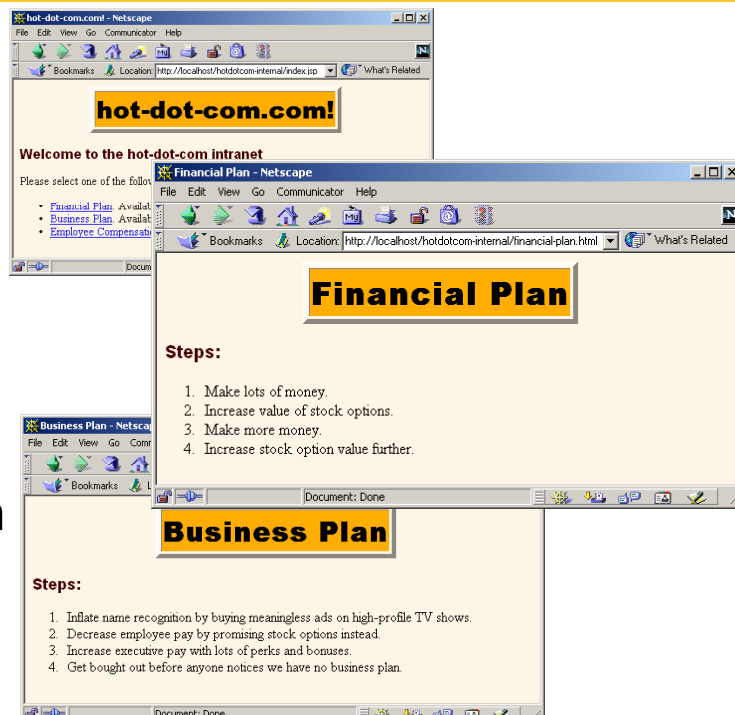 hot-dot-com.com! - Netscape
File Edit View Go Communicator Help
Bookmarks Location: http://localhost/hotdotcom-internal/index.jsp What's Related
hot-dot-com.com!
Welcome to the hot-dot-com intranet
Please select one of the
Financial Plan.
Business Plan.
Employee
Financial Plan - Netscape
File Edit View Go Communicator Help
Bookmarks Location: http://localhost/hotdotcom-internal/financial-plan.html What's Related
Financial Plan
Steps:
1. Make lots of money.
2. Increase value of stock options.
3. Make more money.
4. Increase stock option value further.
Document: Done
Business Plan -
File Edit View Go
Bookmarks
Business Plan
Steps:
1. Inflate name recognition by buying meaningless ads on high-profile TV shows.
2. Decrease employee pay by promising stock options instead.
3. Increase executive pay with lots of perks and bonuses.
4. Get bought out before anyone notices we have no business plan.
Document: Done